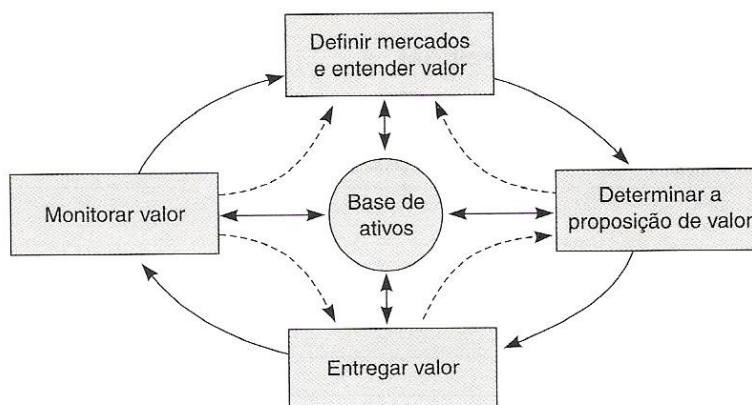 Definir mercados
e entender valor
Monitorar valor
Base de
ativos
Determinar a
proposição de valor
Entregar valor